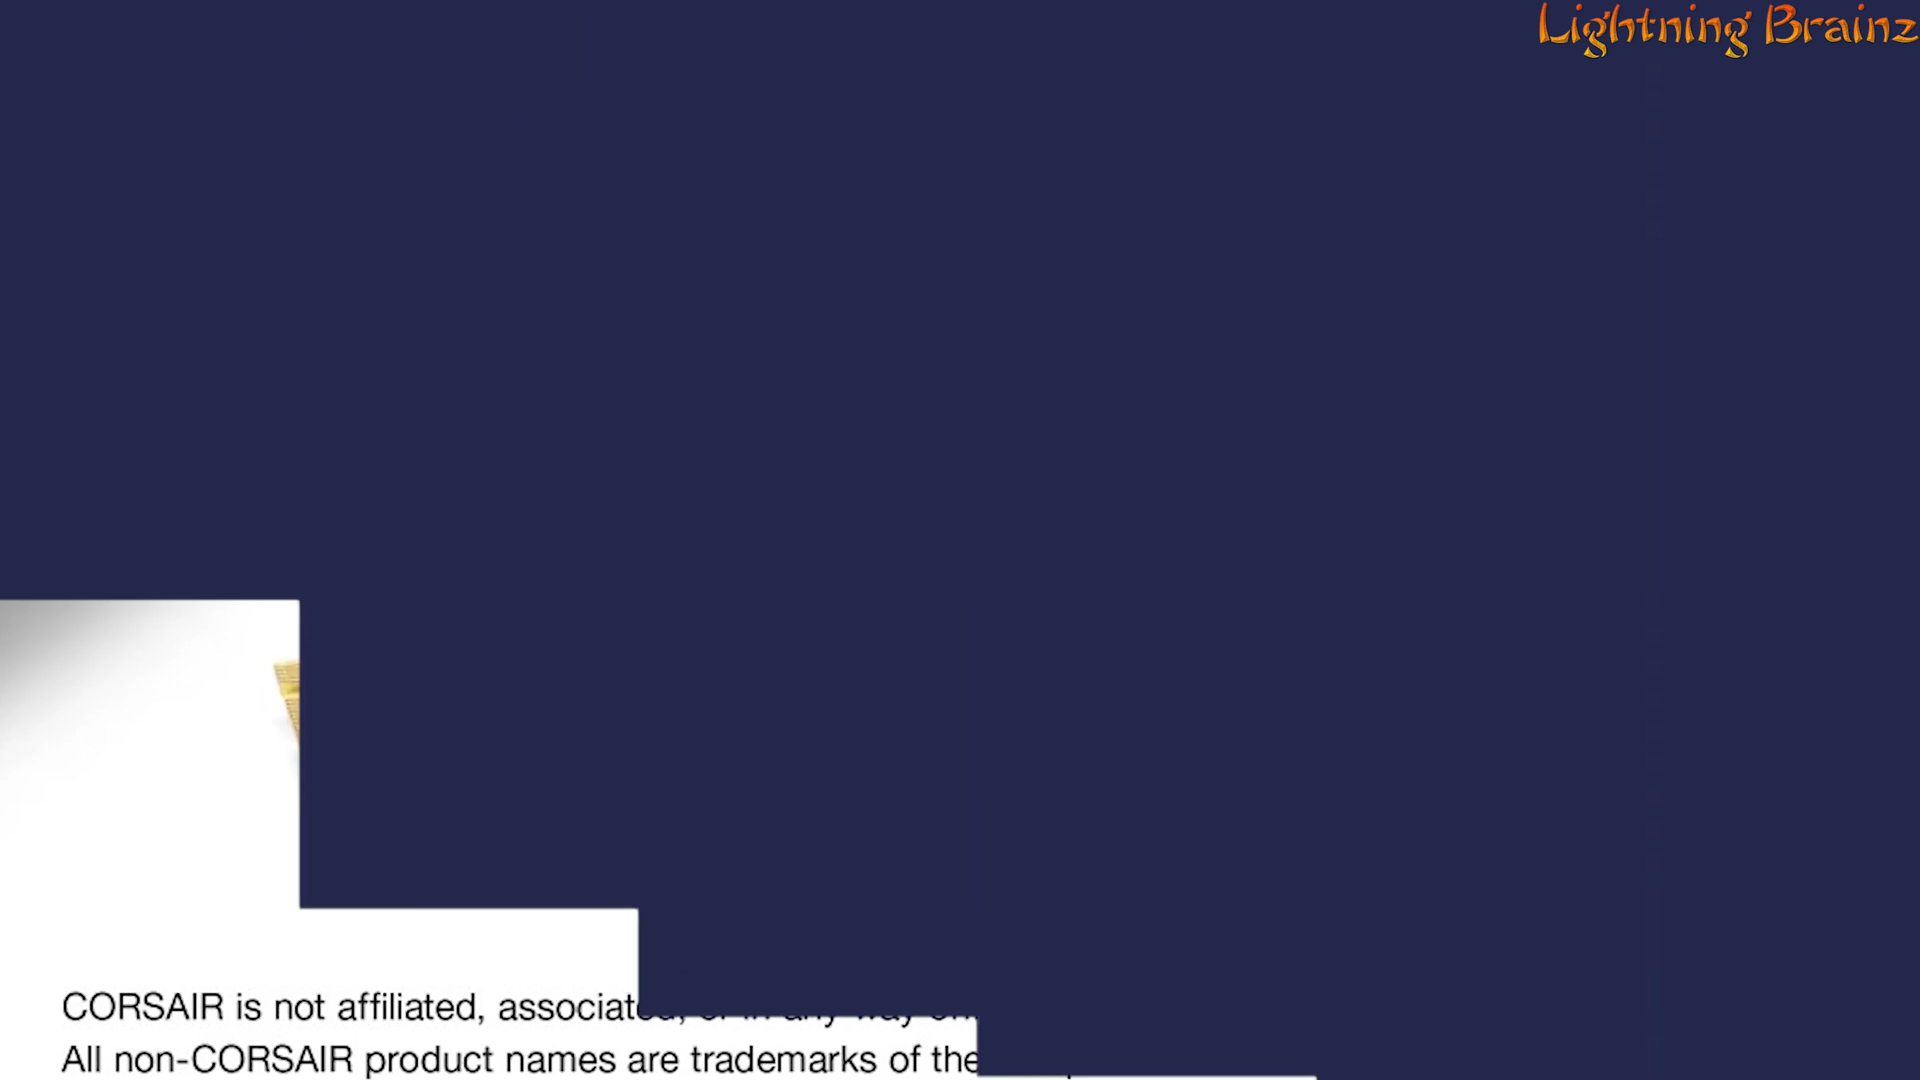 Lightning Brainz
CORSAIR is not affiliated, associat
All non-CORSAIR product names are trademarks of the